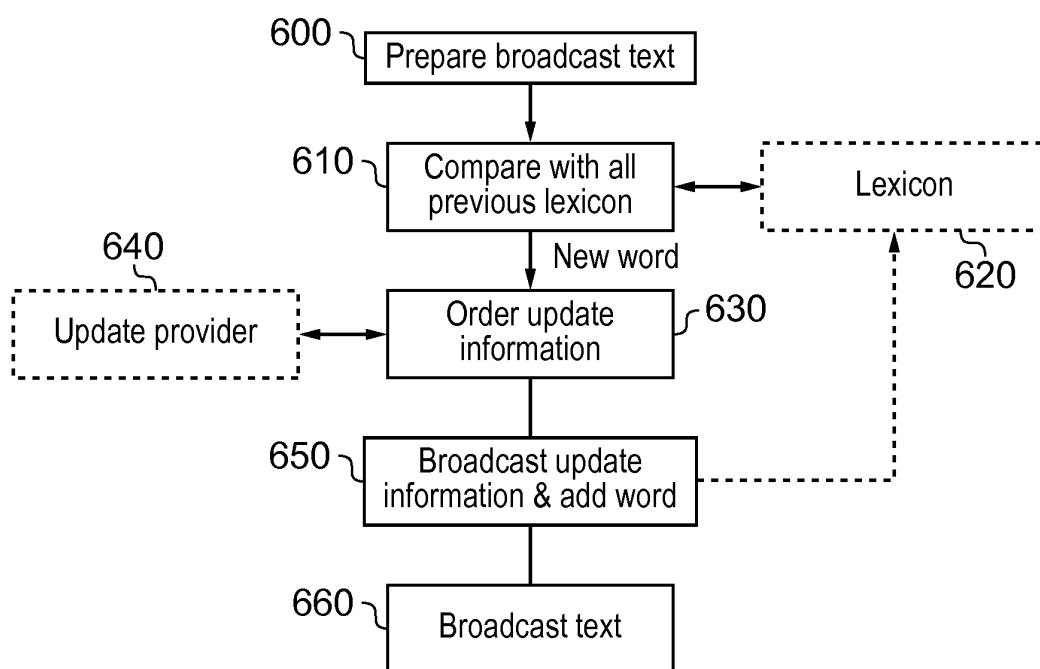 600
Prepare broadcast text
610
Compare with all
previous lexicon
Lexicon
620
New word
640
Update provider
Order update
information
630
650
Broadcast update
information & add word
660
Broadcast text